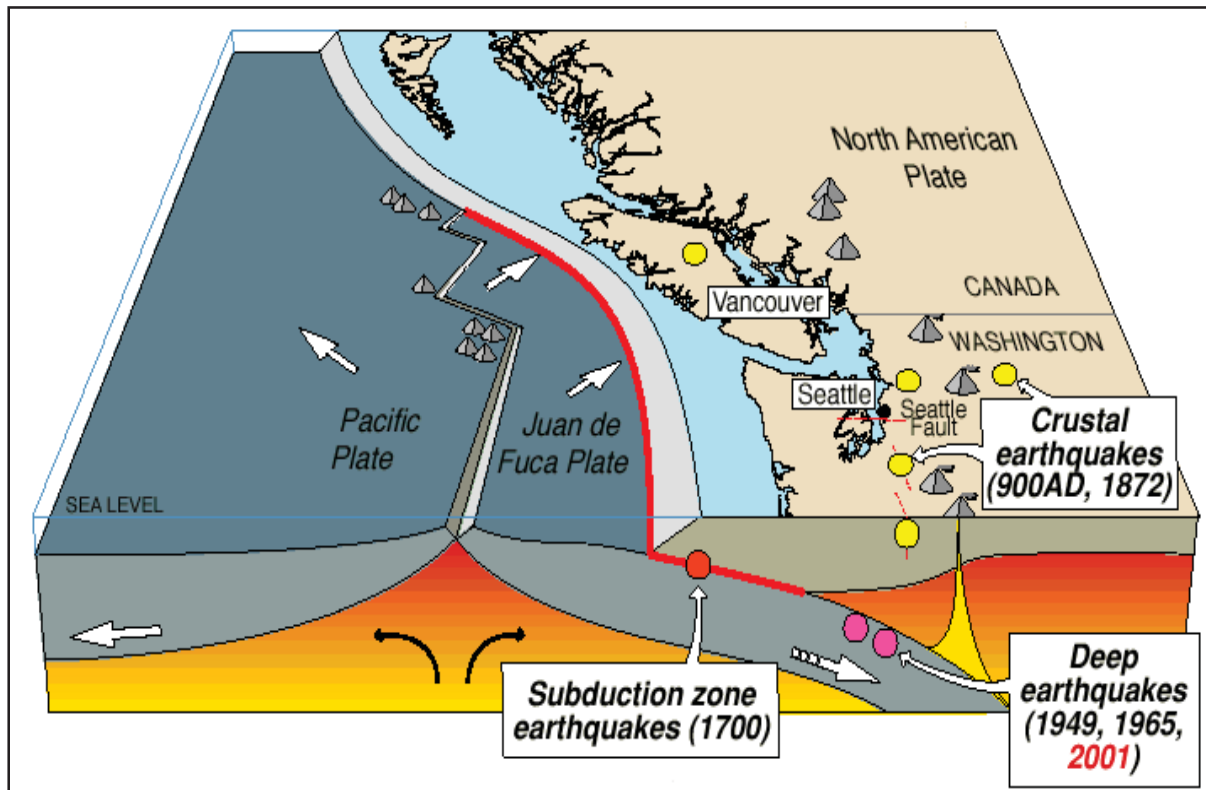 North American
Plate
CANADA
Vancouver
WASHINGTON
Seattle
Seattle
Fault
Crustal
earthquakes
(900AD, 1872)
Pacific
Plate
Juan de
Fuca Plate
SEA LEVEL
Subduction zone
earthquakes (1700)
Deep
earthquakes
(1949, 1965,
2001)